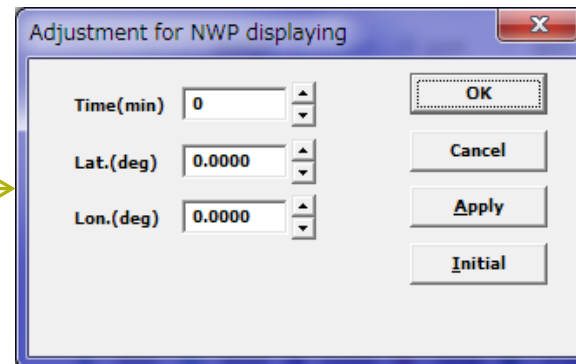 Adjustment for NWP displaying
Time(min) 0
Lat.(deg) 0.0000
Lon.(deg) 0.0000
OK
Cancel
Apply
Initial